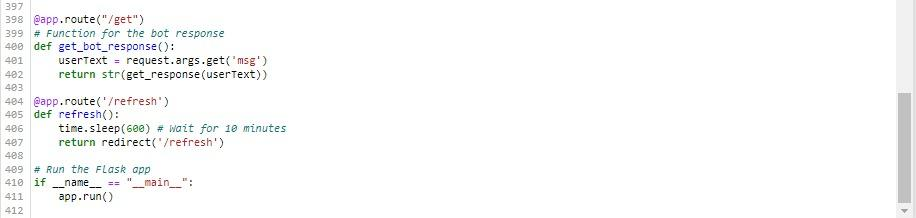 397
398 @app.route("/get")
399 # Function for the bot response
400 def get_bot_response():
401     userText = request.args.get('msg')
402     return str(get_response(userText))
403
404 @app.route('/refresh')
405 def refresh():
406     time.sleep(600) # Wait for 10 minutes
407     return redirect('/refresh')
408
409 # Run the Flask app
410 if __name__ == "__main__":
411     app.run()
412